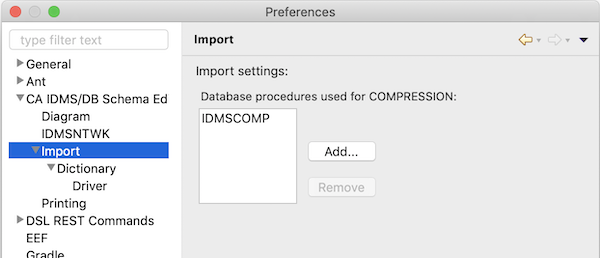 Preferences
type filter text
General
Ant
CA IDMS/DB Schema Ed
Diagram
IDMSNTWK
Import
Dictionary
Driver
Printing
DSL REST Commands
EEF
Gradle
Import
Import settings:
Database procedures used for COMPRESSION:
IDMSCOMP
Add...
Remove